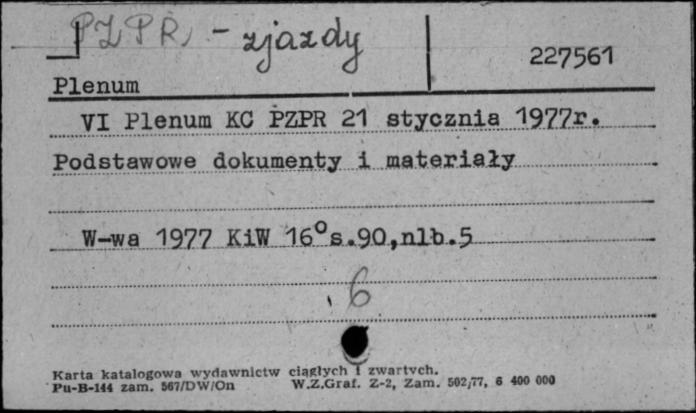 PZPR - zjazdy
227561
Plenum
VI Plenum KC PZPR 21 stycznia 1977r.
Podstawowe dokumenty i materiały
W-wa 1977 KiW 16°s.90,nlb.5
6
Karta katalogowa wydawnictw ciągłych i zwartych.
Pu-B-144 zam. 567/DW/On W.Z.Graf. Z-2, Zam. 502/77, 6 400 000